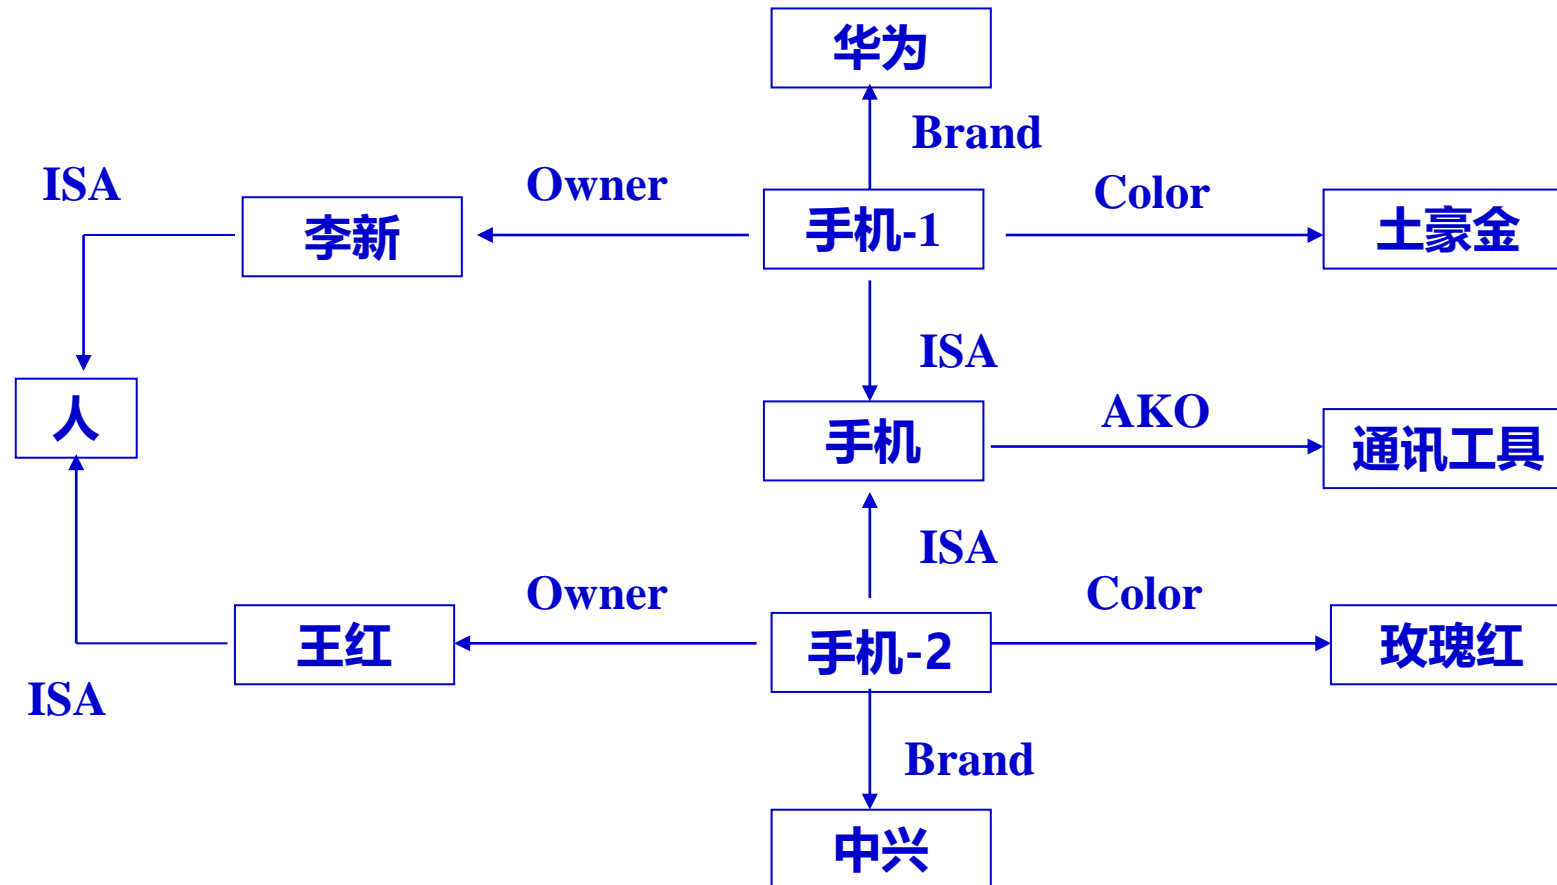 华为
Brand
ISA
Owner
Color
李新
手机-1
土豪金
ISA
人
手机
AKO
通讯工具
ISA
Owner
Color
王红
手机-2
玫瑰红
ISA
Brand
中兴